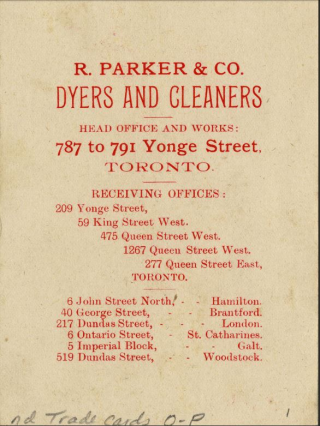 R. PARKER & CO.
DYERS AND CLEANERS
HEAD OFFICE AND WORKS:
787 to 791 Yonge Street,
TORONTO.
RECEIVING OFFICES:
209 Yonge Street,
59 King Street West.
475 Queen Street West.
1267 Queen Street West.
277 Queen Street East,
TORONTO.
6 John Street North, - - Hamilton.
40 George Street, - - Brantford.
217 Dundas Street, - - - London.
6 Ontario Street, - St. Catharines.
5 Imperial Block, - - Galt.
519 Dundas Street, - - Woodstock.
nd Trade cards O-P
1